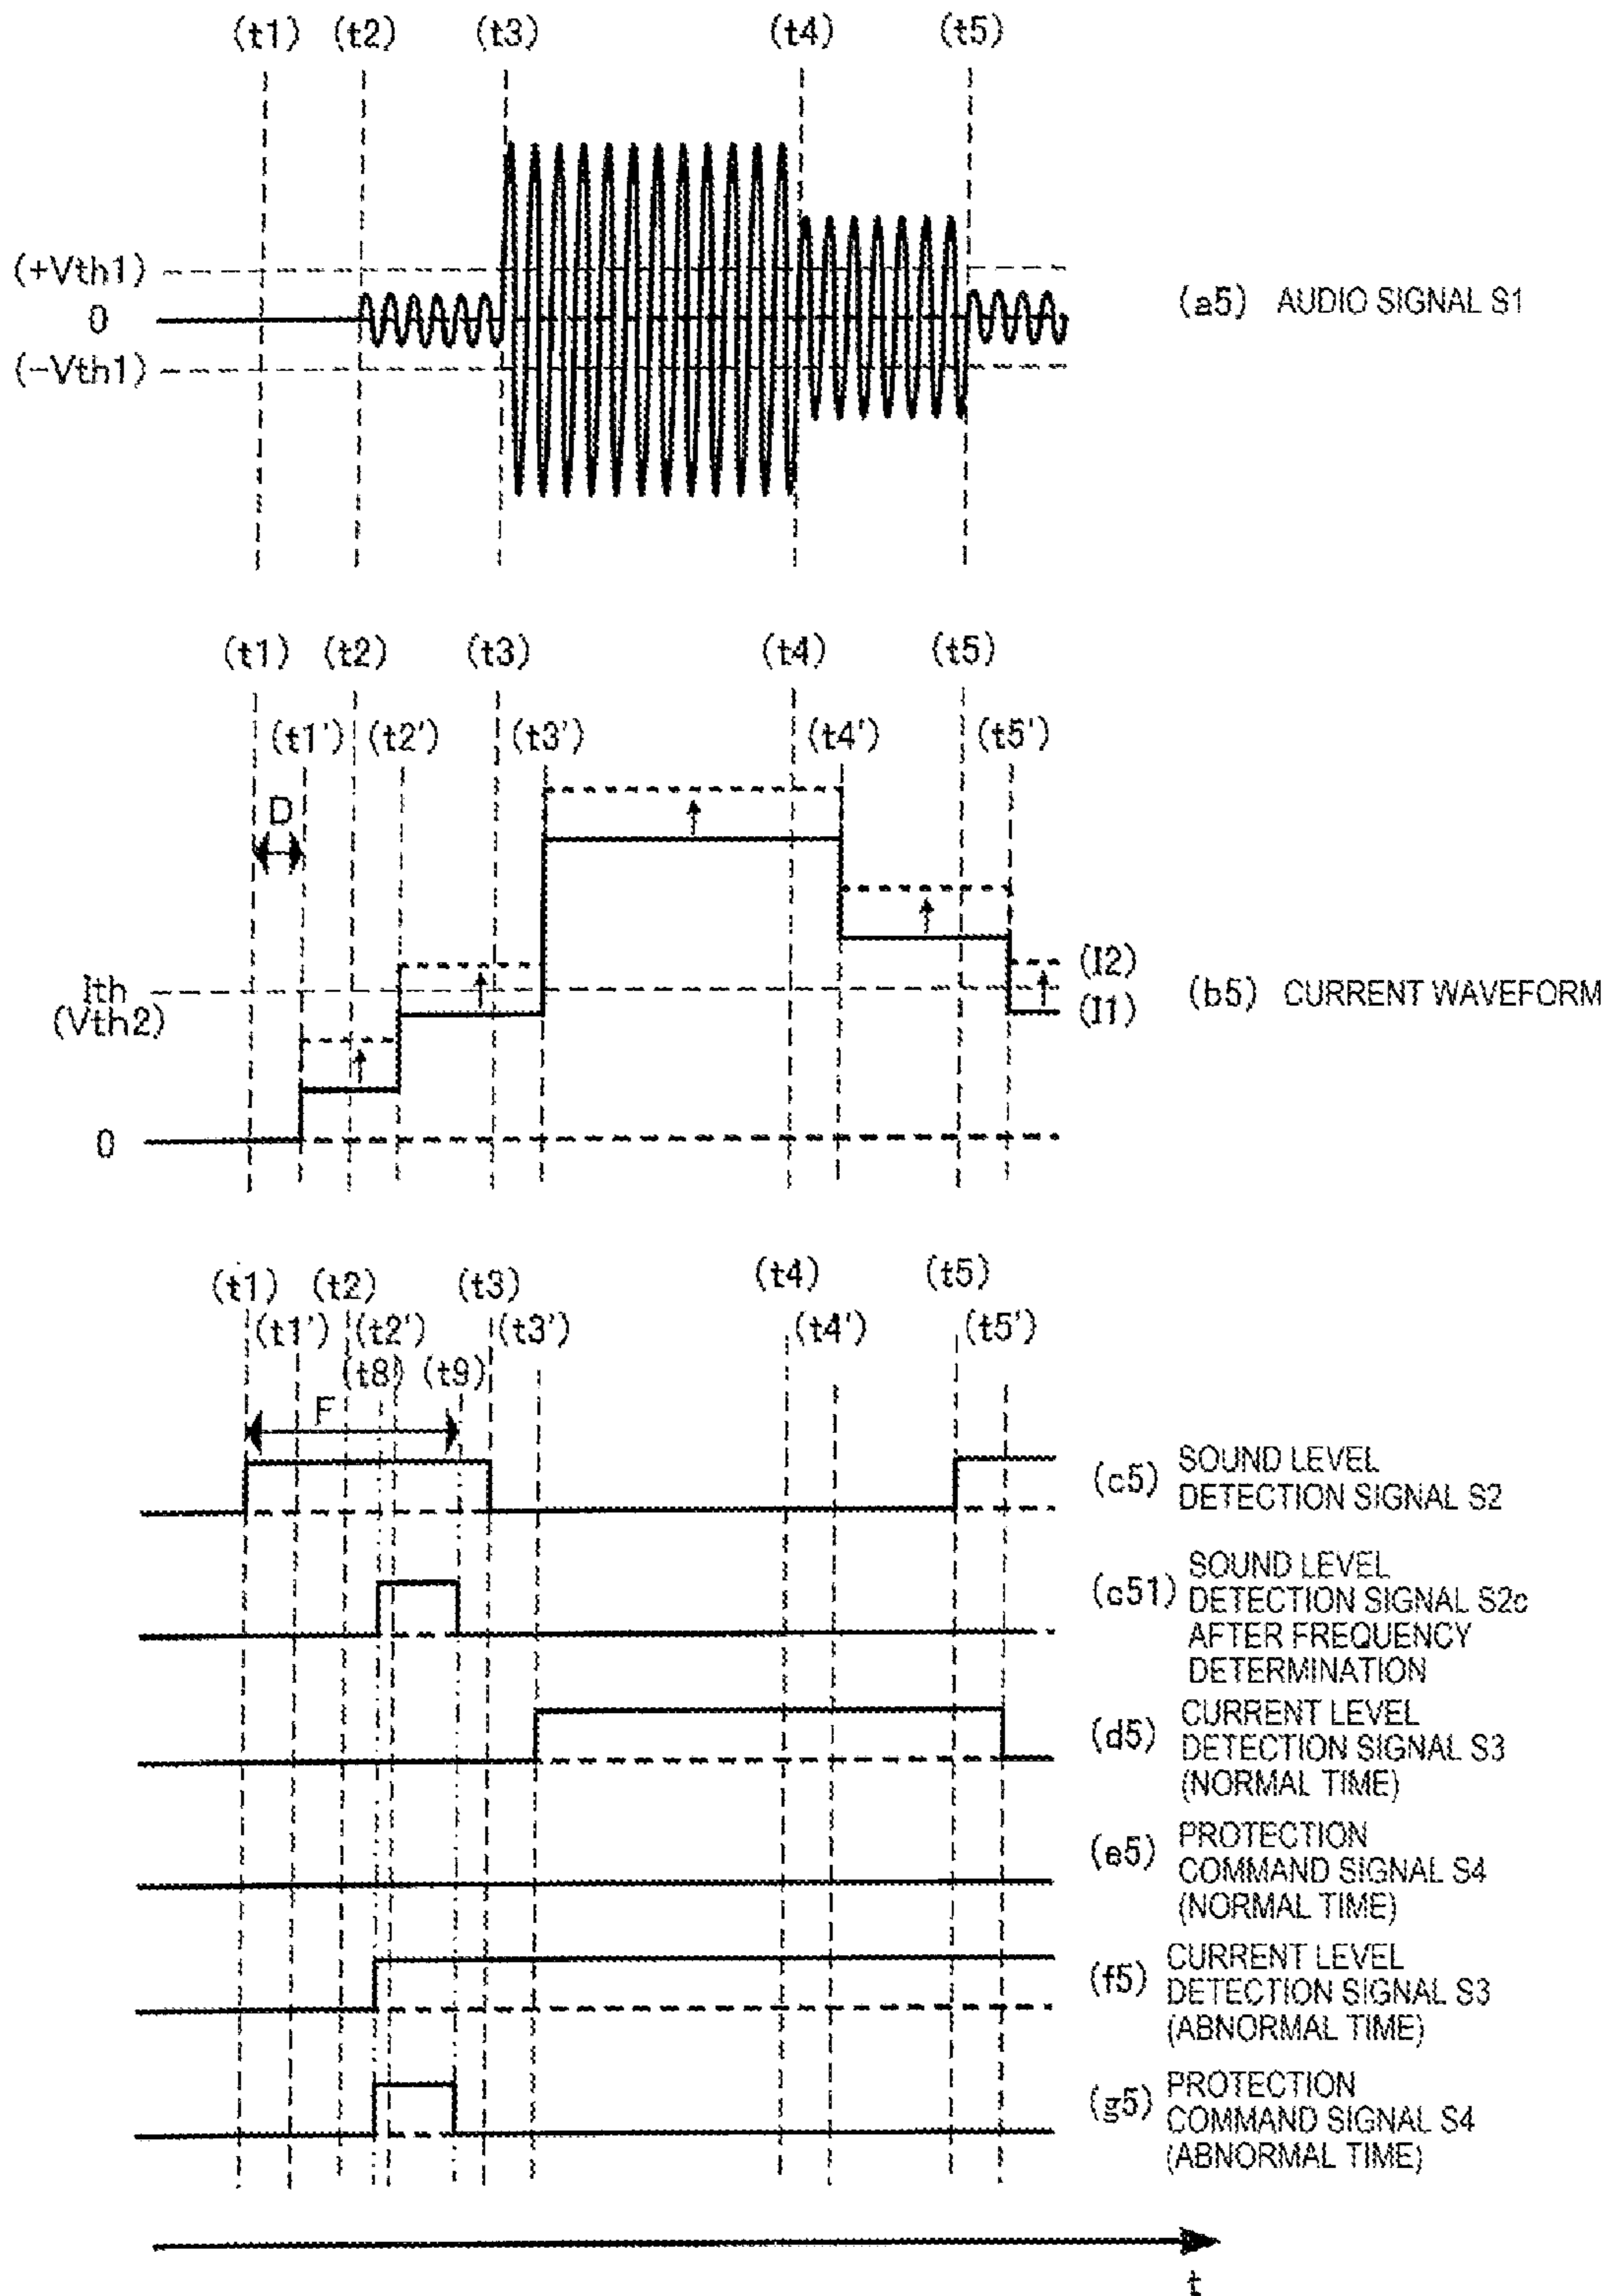 (t1) (t2) (t3) (t4) (t5)
(+Vth1)
0
(-Vth1)
(a5) AUDIO SIGNAL S1
(t1) (t2) (t3) (t4) (t5)
(t1') (t2') (t3') (t4') (t5')
D
Ith
(Vth2)
(I2)
(I1)
0
(b5) CURRENT WAVEFORM
(t1) (t2) (t3) (t4) (t5)
(t1') (t2') (t3') (t4') (t5')
(t8) (t9)
F
(c5) SOUND LEVEL
DETECTION SIGNAL S2
(c51) SOUND LEVEL
DETECTION SIGNAL S2c
AFTER FREQUENCY
DETERMINATION
(d5) CURRENT LEVEL
DETECTION SIGNAL S3
(NORMAL TIME)
(e5) PROTECTION
COMMAND SIGNAL S4
(NORMAL TIME)
(f5) CURRENT LEVEL
DETECTION SIGNAL S3
(ABNORMAL TIME)
(g5) PROTECTION
COMMAND SIGNAL S4
(ABNORMAL TIME)
t